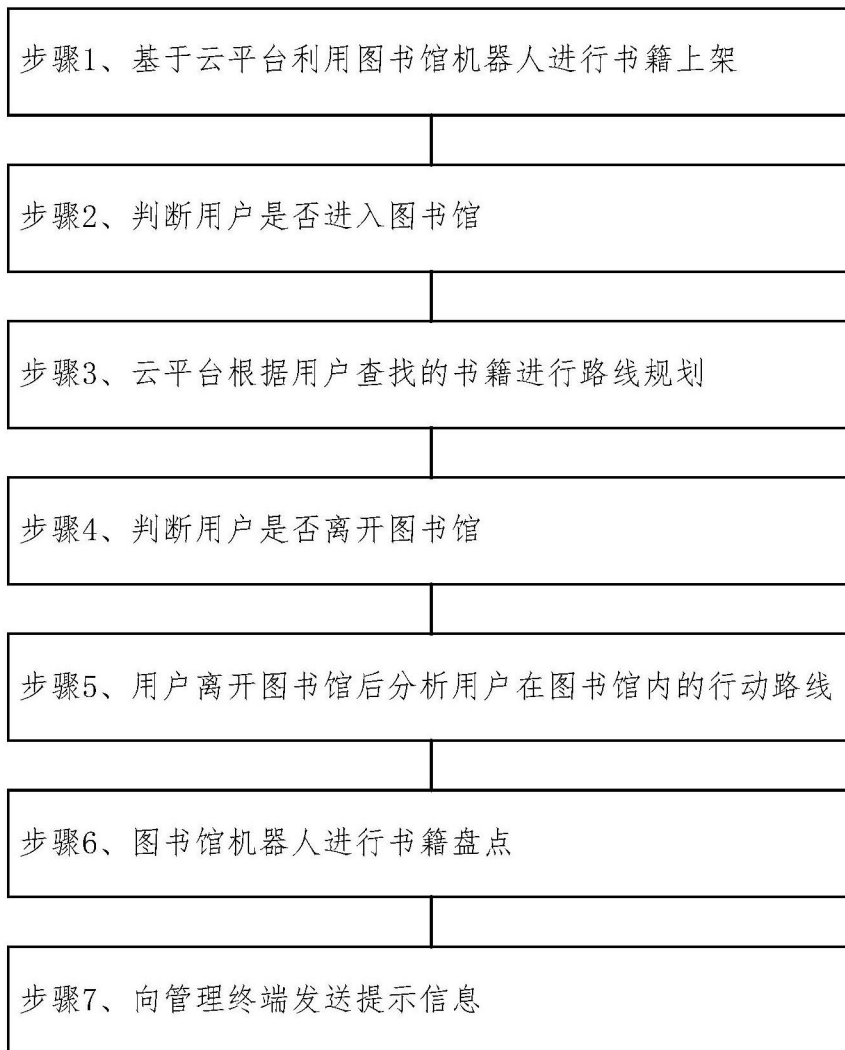 步骤1、基于云平台利用图书馆机器人进行书籍上架
步骤2、判断用户是否进入图书馆
步骤3、云平台根据用户查找的书籍进行路线规划
步骤4、判断用户是否离开图书馆
步骤5、用户离开图书馆后分析用户在图书馆内的行动路线
步骤6、图书馆机器人进行书籍盘点
步骤7、向管理终端发送提示信息